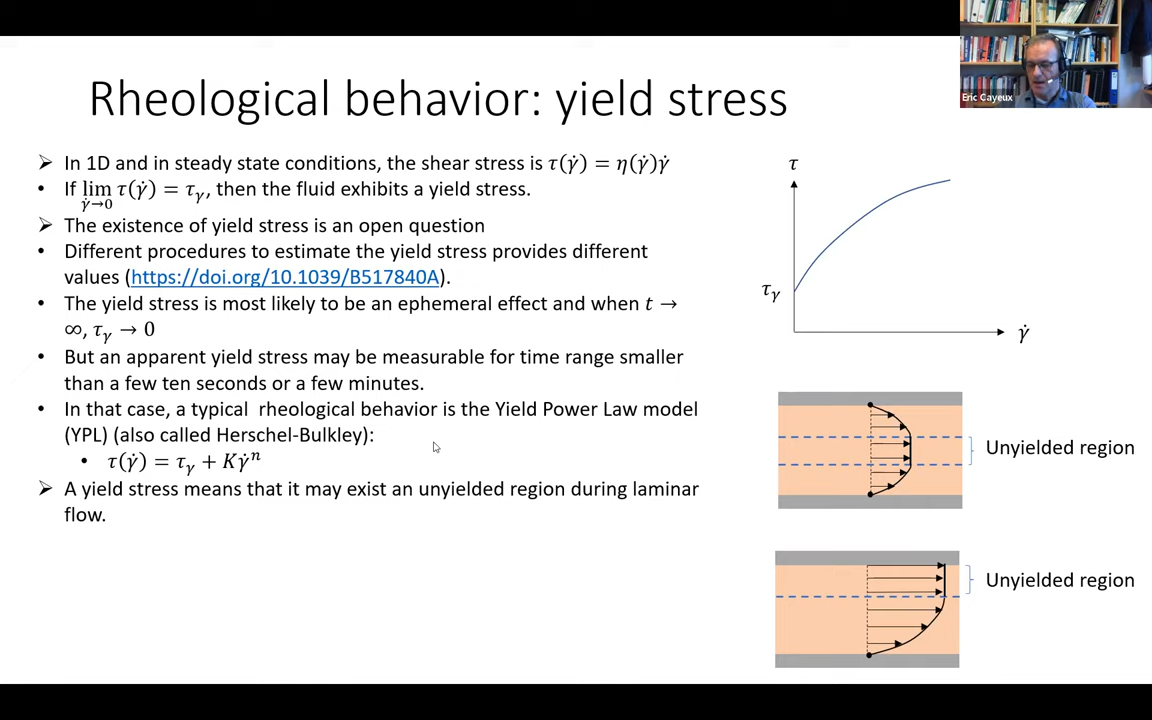 Eric Cayeux
Rheological behavior: yield stress
➢ In 1D and in steady state conditions, the shear stress is τ(γ̇) = η(γ̇)γ̇
• If lim γ̇→0 τ(γ̇) = τᵧ, then the fluid exhibits a yield stress.
➢ The existence of yield stress is an open question
• Different procedures to estimate the yield stress provides different
values (https://doi.org/10.1039/B517840A).
• The yield stress is most likely to be an ephemeral effect and when t →
∞, τᵧ → 0
• But an apparent yield stress may be measurable for time range smaller
than a few ten seconds or a few minutes.
• In that case, a typical rheological behavior is the Yield Power Law model
(YPL) (also called Herschel-Bulkley):
• τ(γ̇) = τᵧ + Kγ̇ⁿ
➢ A yield stress means that it may exist an unyielded region during laminar
flow.
τ
τᵧ
γ̇
Unyielded region
Unyielded region